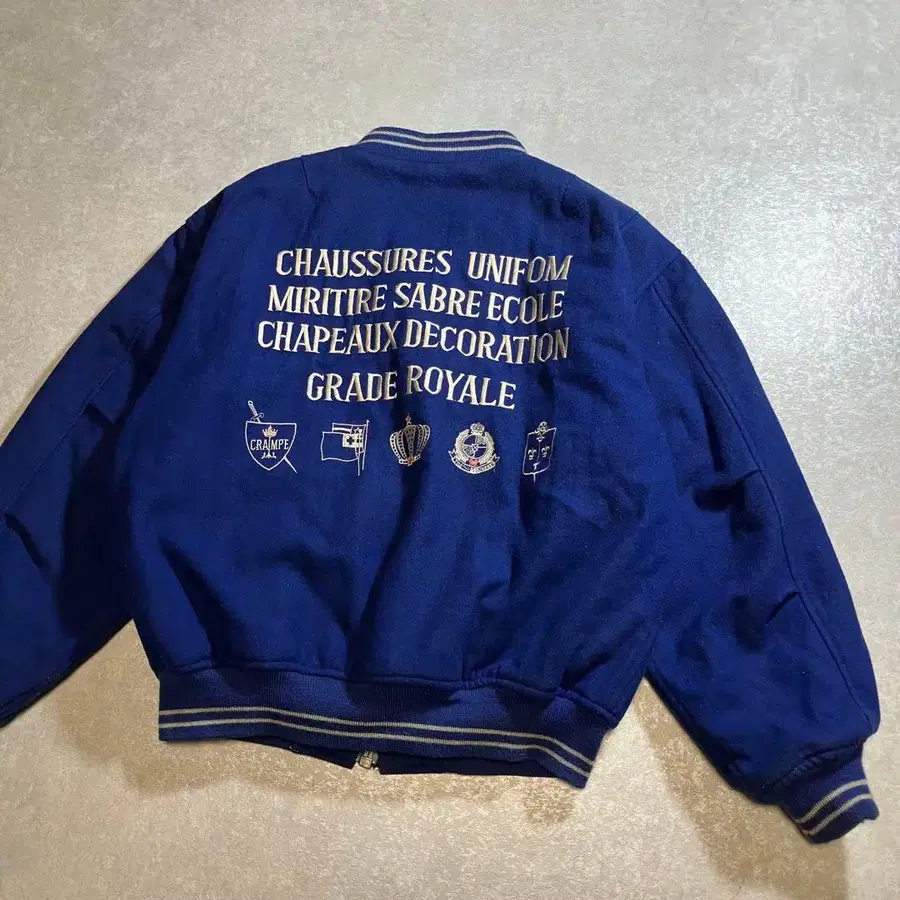 CHAUSSURES UNIFOM
MIRITIRE SABRE ECOLE
CHAPEAUX DECORATION
GRADE ROYALE
CRAMPE